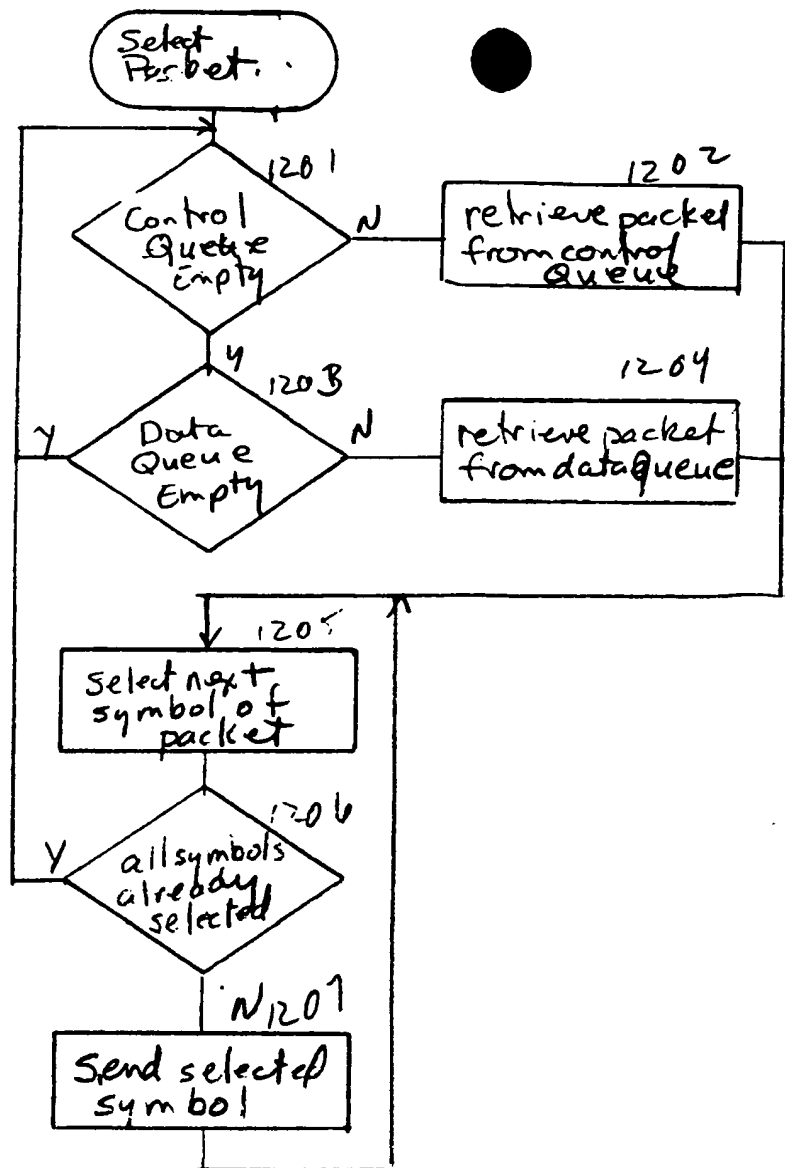 Select
Packet.
1201
Control
Queue
Empty
N
1202
retrieve packet
from control
Queue
Y
1203
Data
Queue
Empty
Y
N
1204
retrieve packet
from data Queue
1205
select next
symbol of
packet
1206
all symbols
already
selected
Y
N
1207
Send selected
symbol